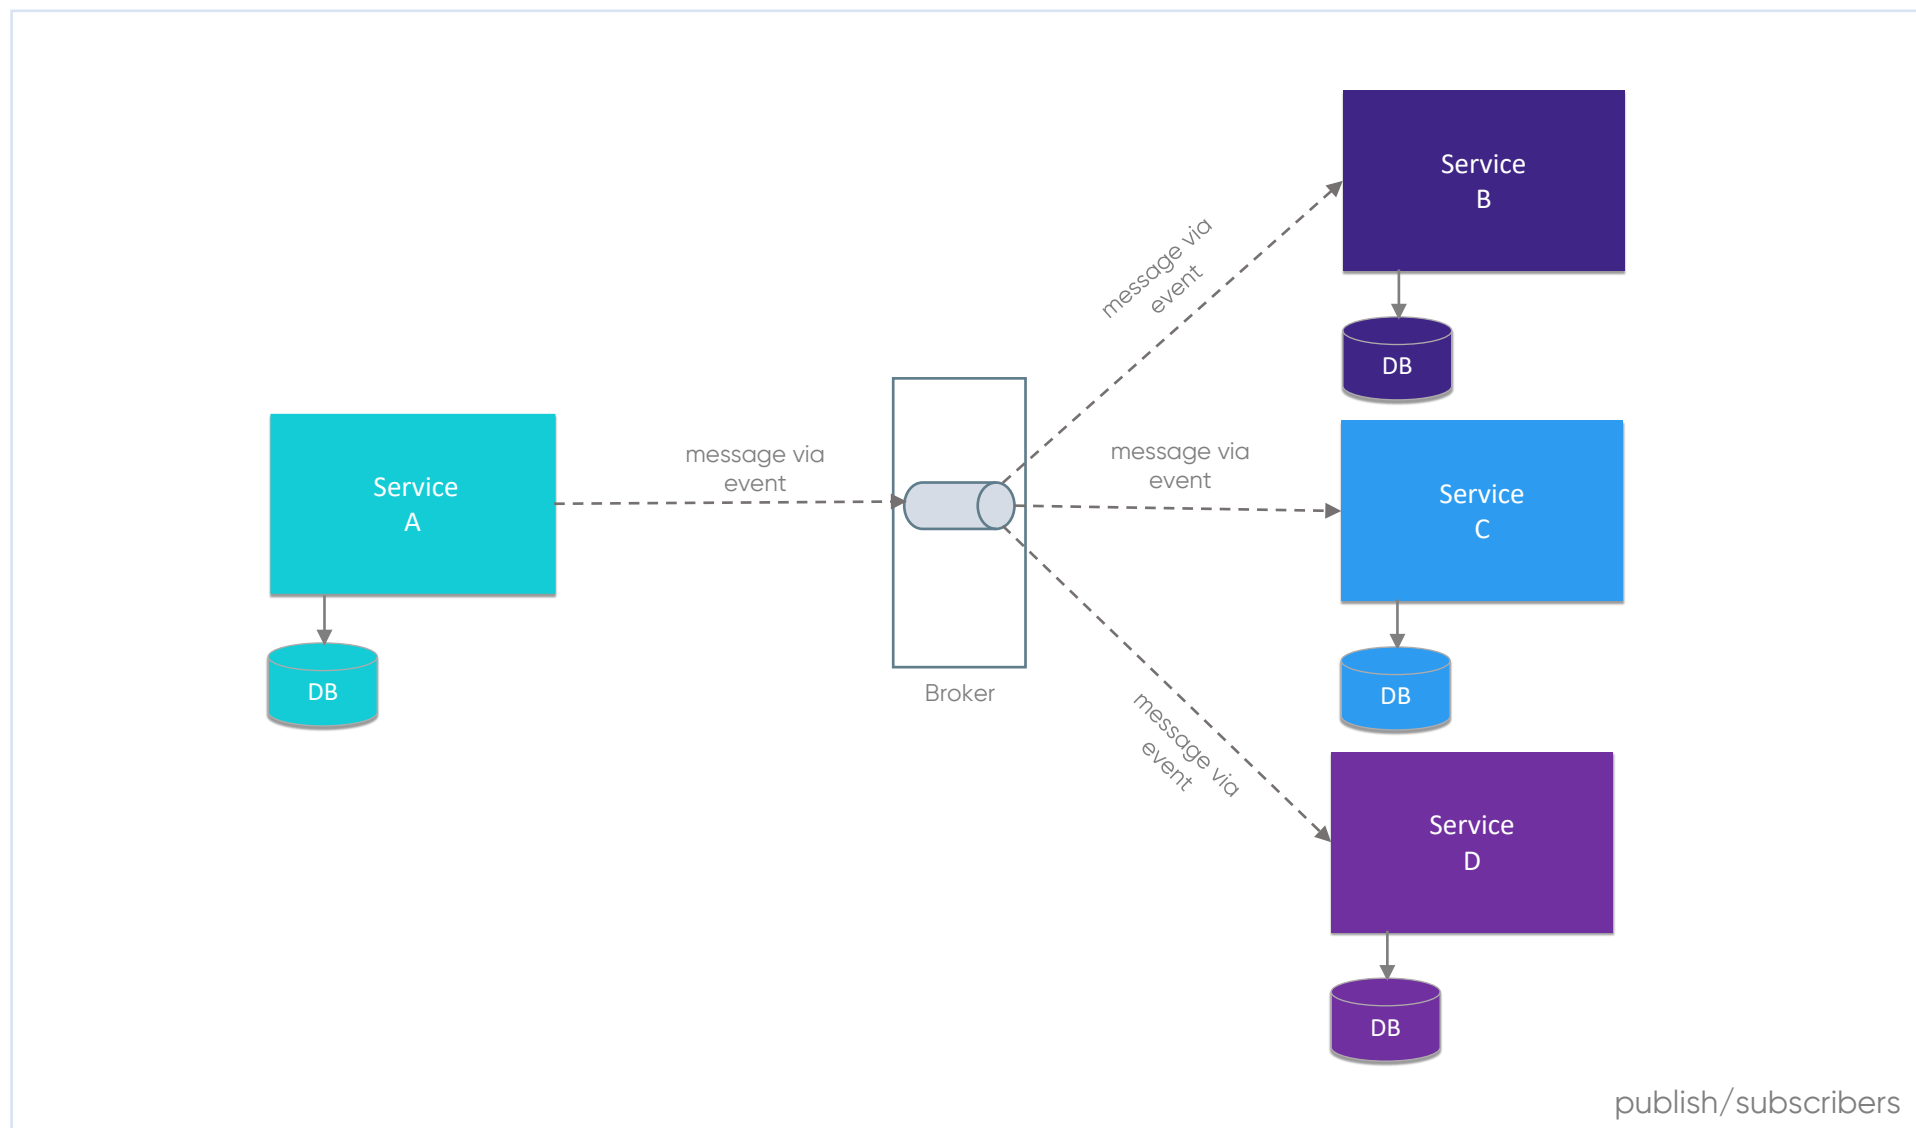 Service
A
DB
message via
event
Broker
message via
event
message via
event
message via
event
Service
B
DB
Service
C
DB
Service
D
DB
publish/subscribers